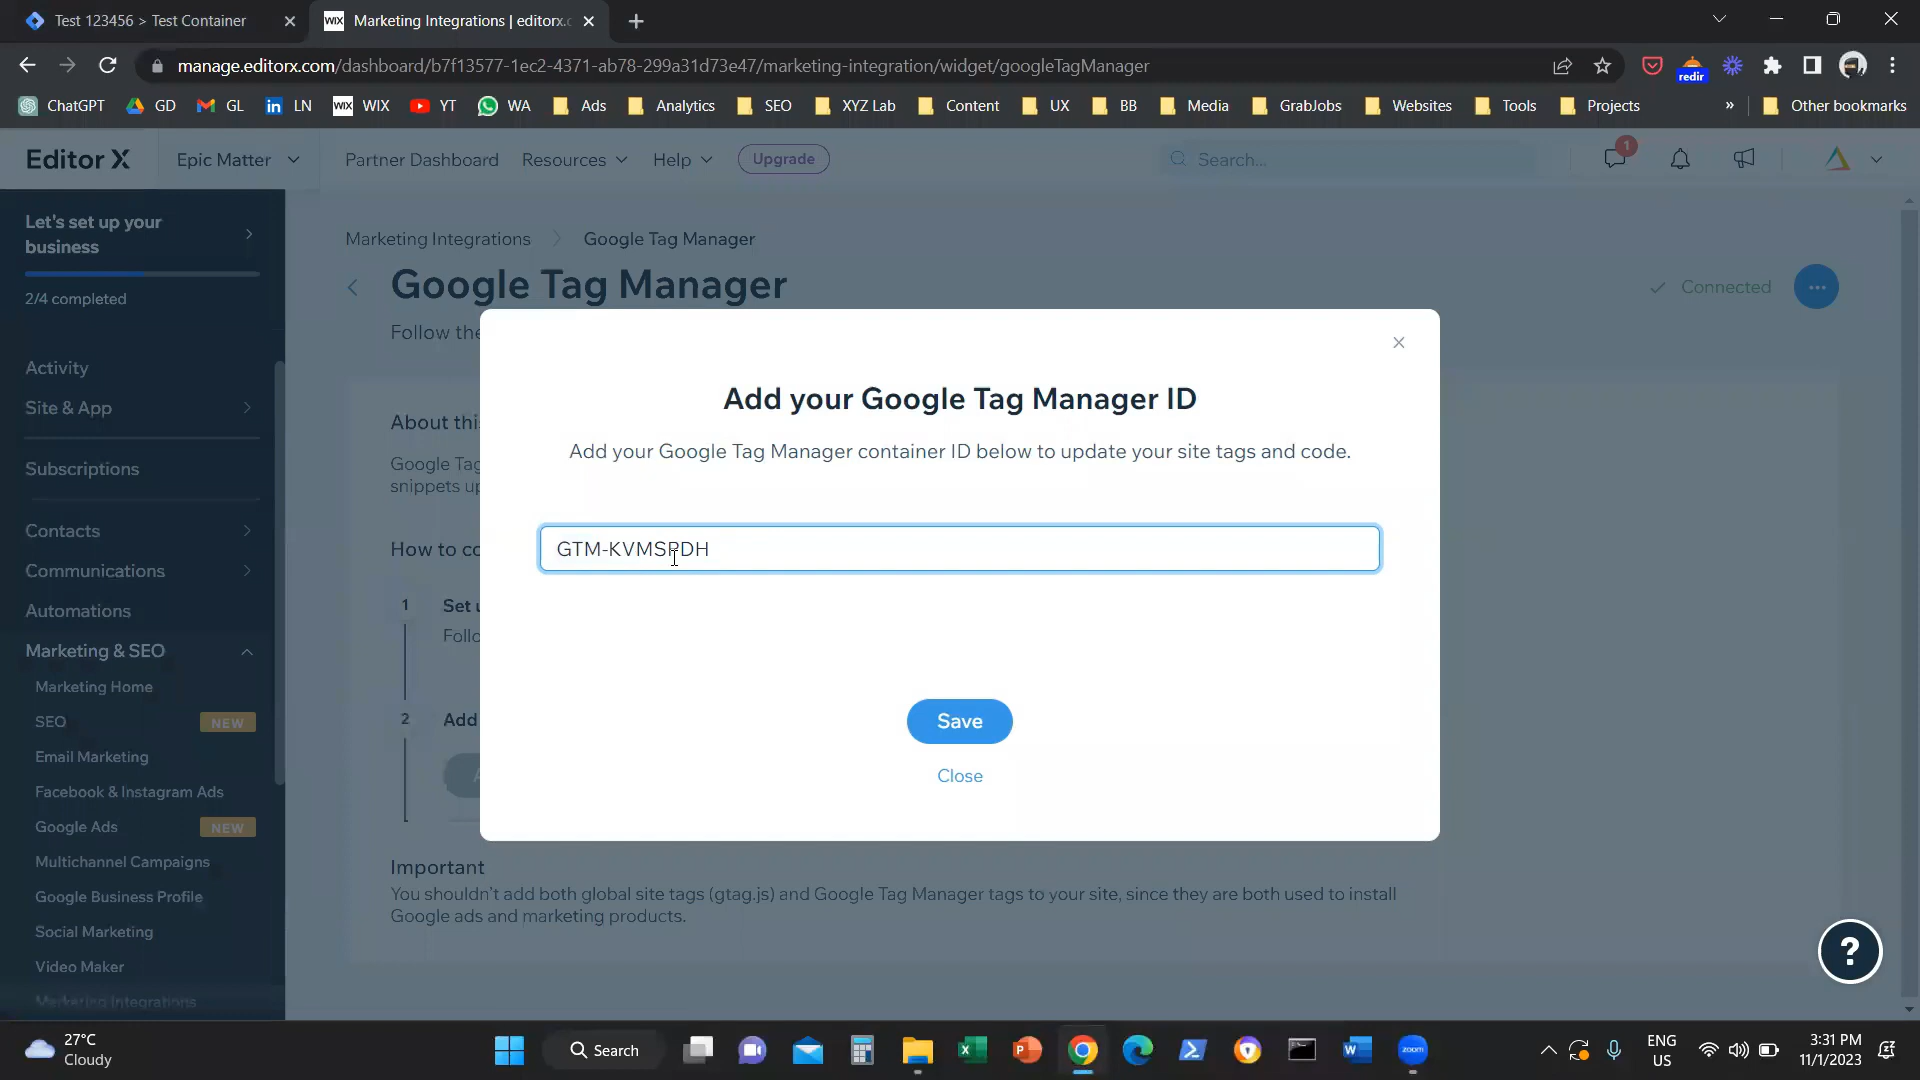 Test 123456 > Test Container
WIX Marketing Integrations | editorx.c
manage.editorx.com/dashboard/b7f13577-1ec2-4371-ab78-299a31d73e47/marketing-integration/widget/googleTagManager
redir
ChatGPT GD GL LN WIX WIX YT WA Ads Analytics SEO XYZ Lab Content UX BB Media GrabJobs Websites Tools Projects » Other bookmarks
Editor X Epic Matter Partner Dashboard Resources Help Upgrade Search... 1
Let's set up your
business
2/4 completed
Activity
Site & App
Subscriptions
Contacts
Communications
Automations
Marketing & SEO
Marketing Home
SEO NEW
Email Marketing
Facebook & Instagram Ads
Google Ads NEW
Multichannel Campaigns
Google Business Profile
Social Marketing
Video Maker
Marketing Integrations
Marketing Integrations Google Tag Manager
Google Tag Manager Connected ...
Follow the
About thi
Google Tag
snippets up
How to co
1 Set u
Follo
2 Add
A
Add your Google Tag Manager ID
Add your Google Tag Manager container ID below to update your site tags and code.
GTM-KVMSPDH
Save
Close
Important
You shouldn't add both global site tags (gtag.js) and Google Tag Manager tags to your site, since they are both used to install
Google ads and marketing products.
?
27°C
Cloudy
Search
zoom
ENG
US
3:31 PM
11/1/2023